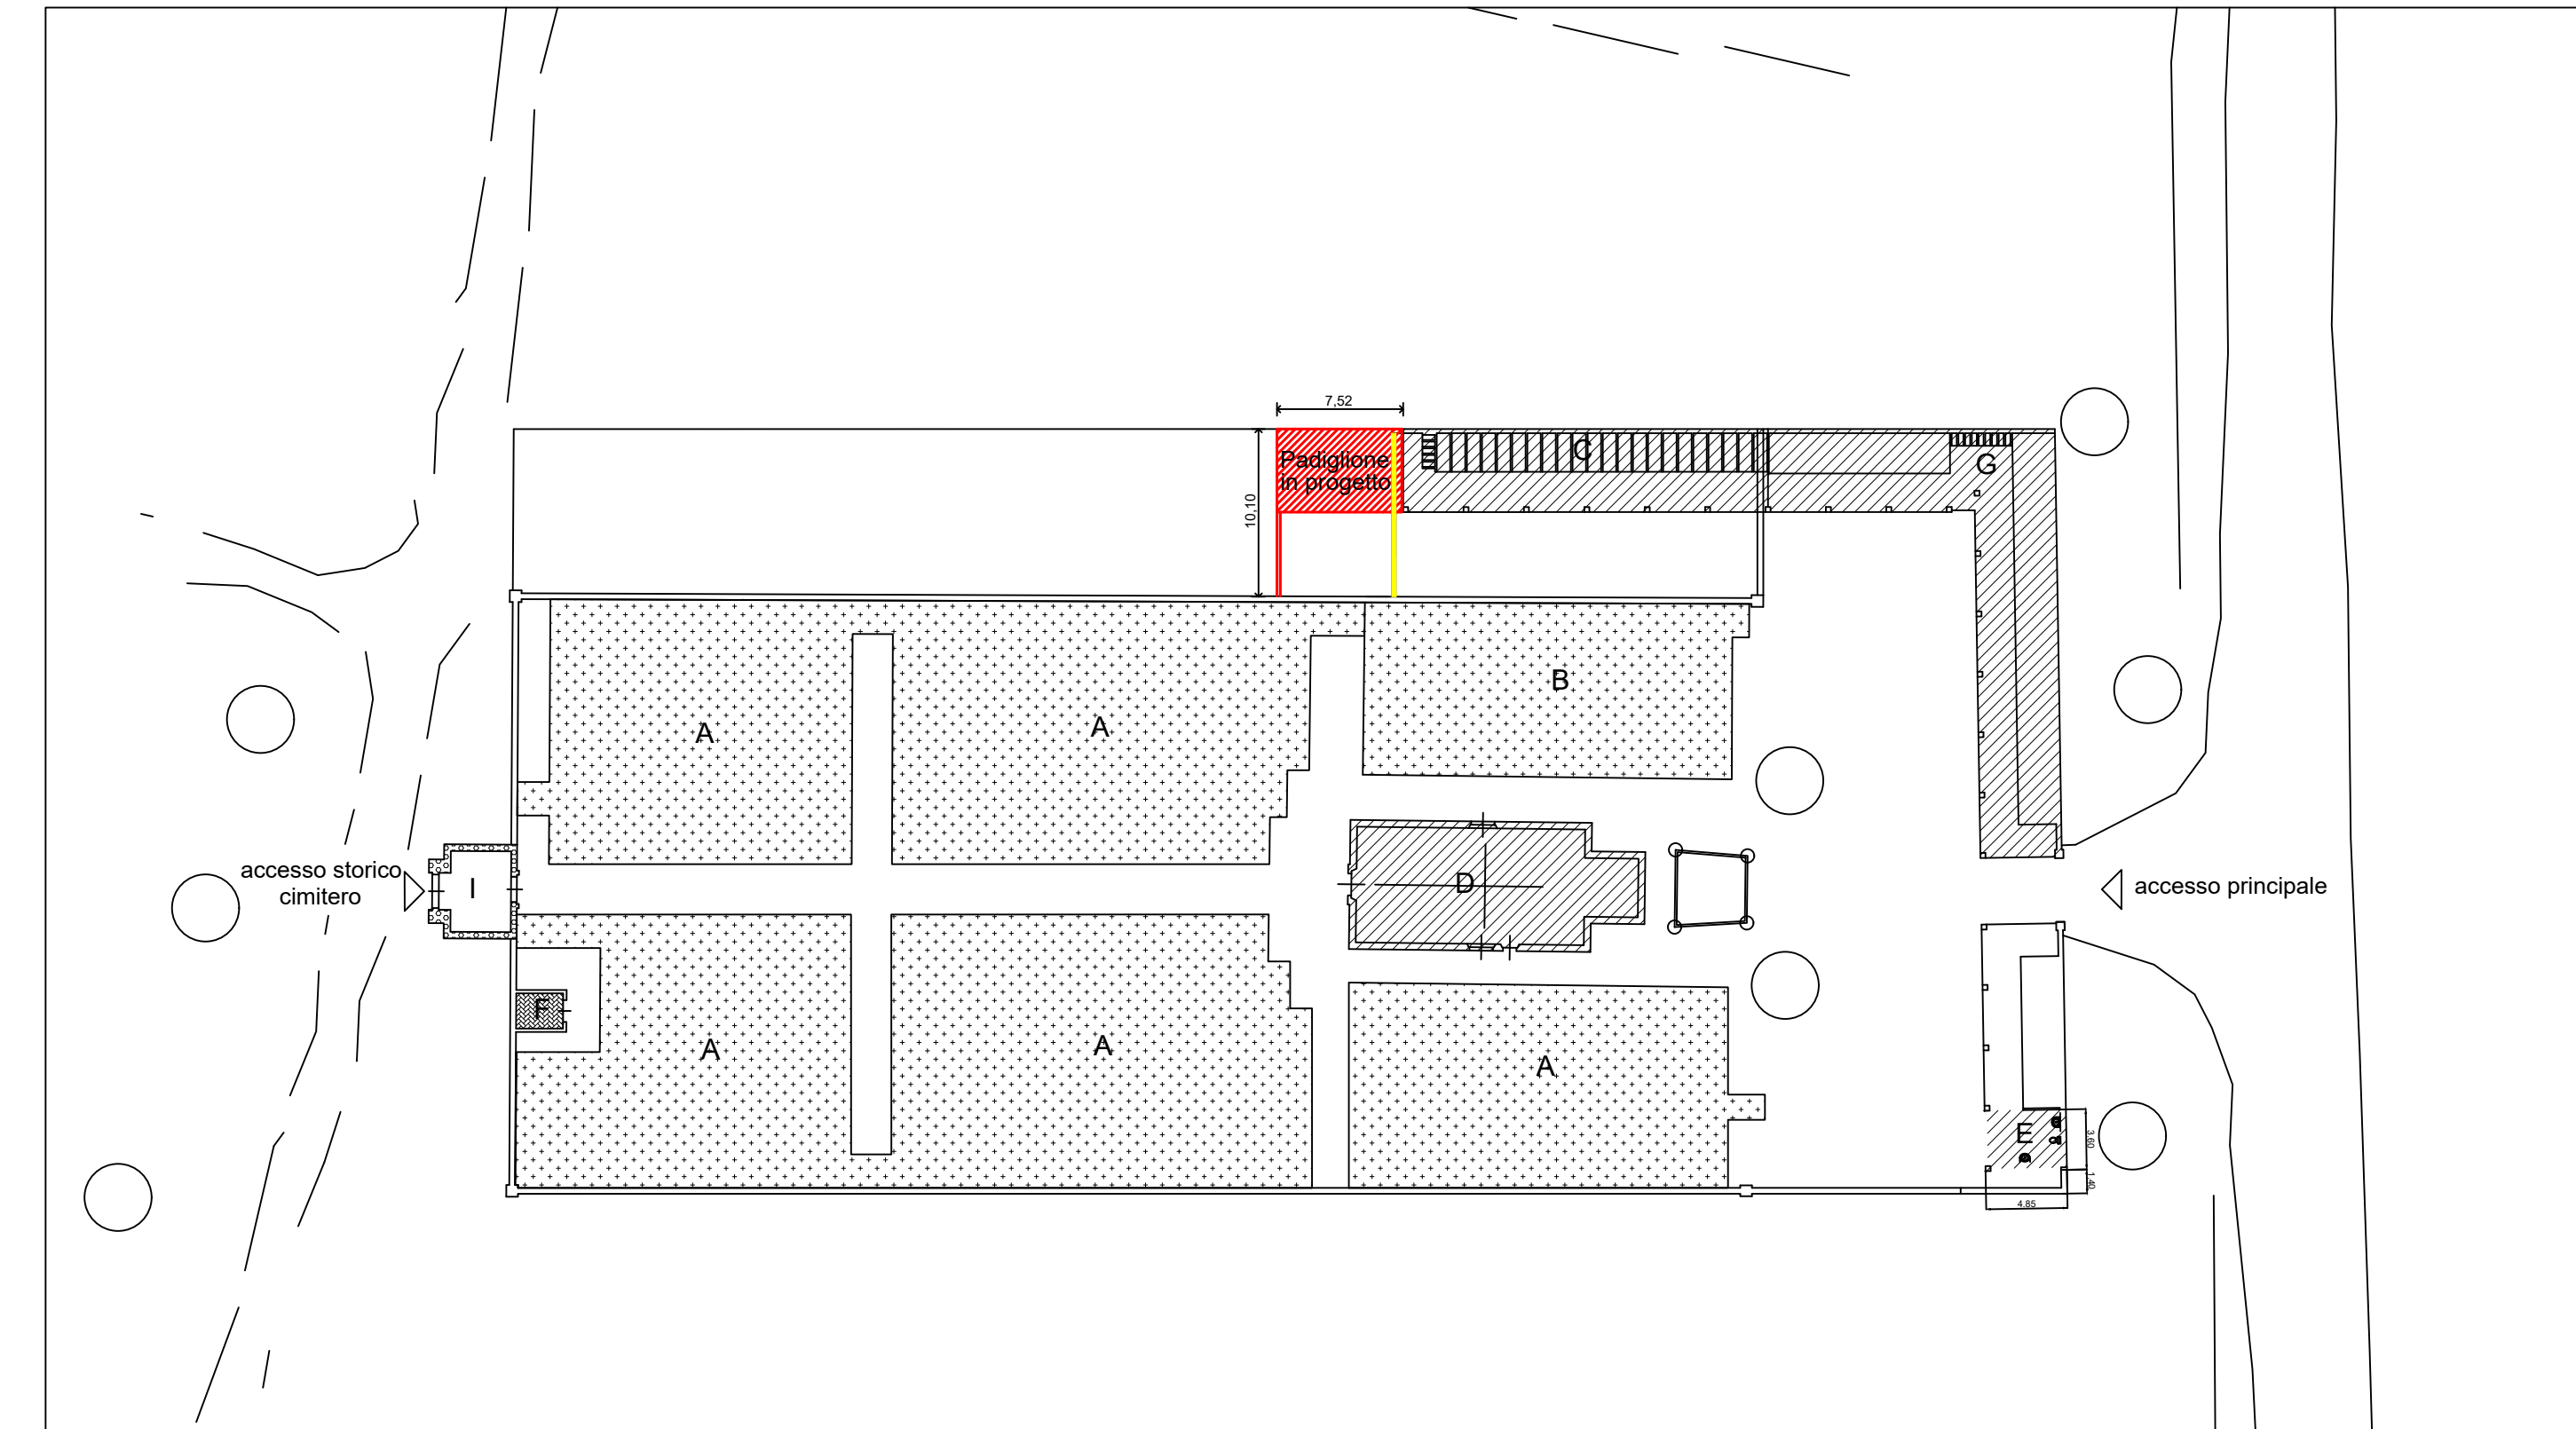 7,52
C
Padiglione
in progetto
G
10,10
B
A
A
accesso storico
cimitero
I
D
accesso principale
F
A
A
A
E
3.60
1.40
4.85